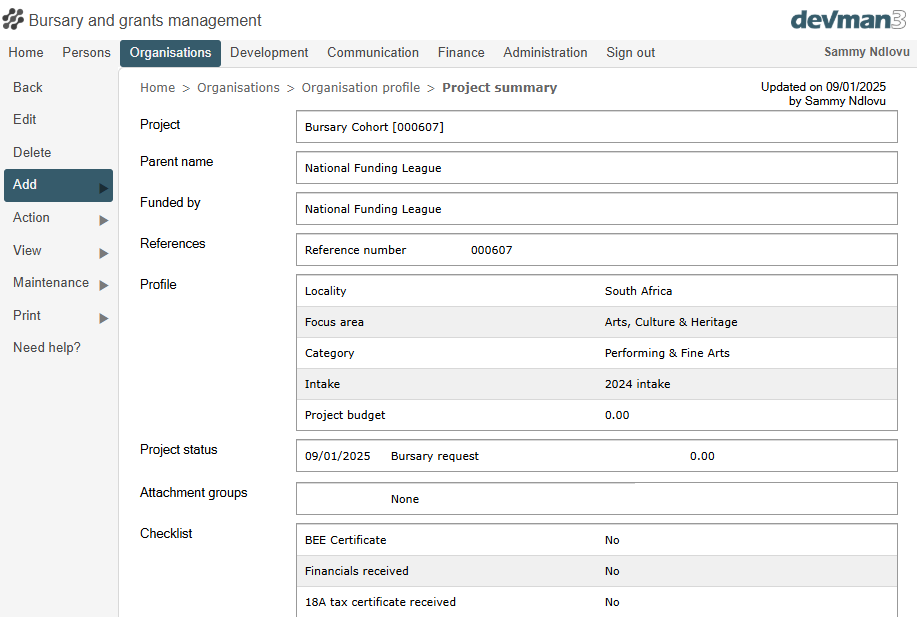 Bursary and grants management
devman3
Home Persons Organisations Development Communication Finance Administration Sign out Sammy Ndlovu
Back
Edit
Delete
Add
Action
View
Maintenance
Print
Need help?
Home > Organisations > Organisation profile > Project summary
Updated on 09/01/2025
by Sammy Ndlovu
Project Bursary Cohort [000607]
Parent name National Funding League
Funded by National Funding League
References Reference number 000607
Profile Locality South Africa
Focus area Arts, Culture & Heritage
Category Performing & Fine Arts
Intake 2024 intake
Project budget 0.00
Project status 09/01/2025 Bursary request 0.00
Attachment groups None
Checklist BEE Certificate No
Financials received No
18A tax certificate received No